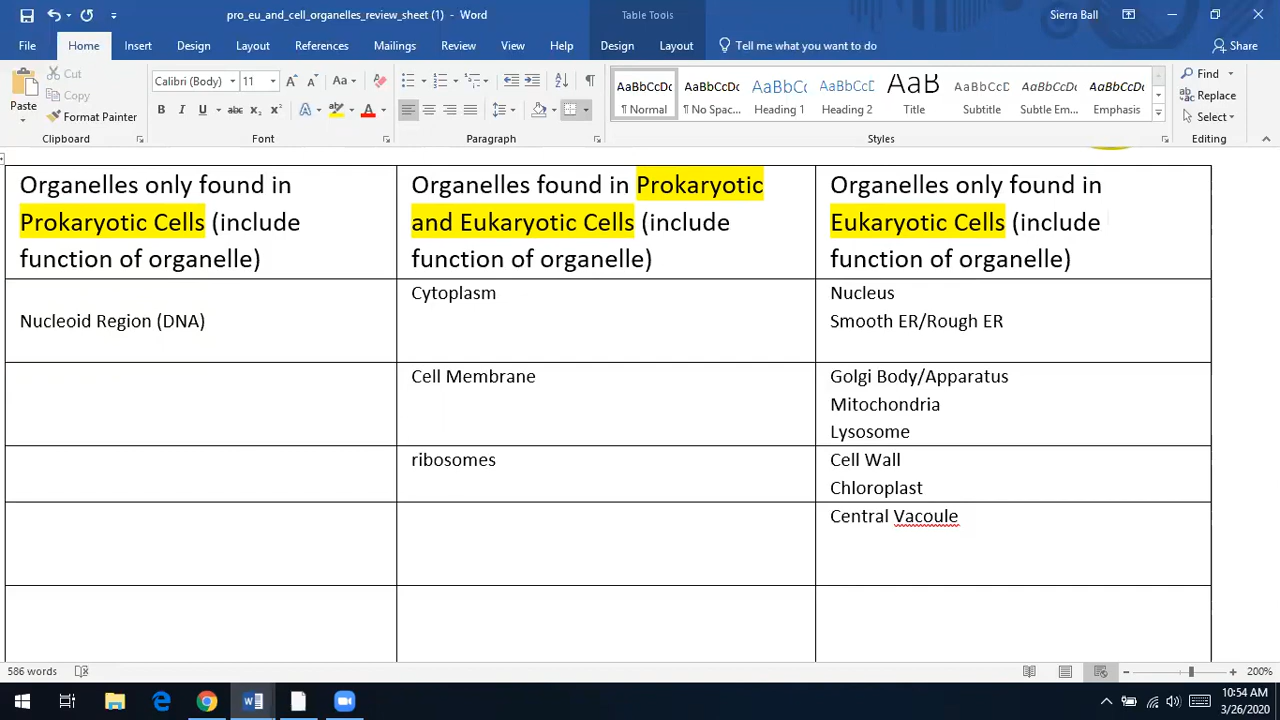 pro_eu_and_cell_organelles_review_sheet (1) - Word
Table Tools
Sierra Ball
File Home Insert Design Layout References Mailings Review View Help Design Layout Tell me what you want to do Share
Paste
Cut
Copy
Format Painter
Clipboard
Calibri (Body) 11
Font
Paragraph
AaBbCcDc AaBbCcDc AaBbCc AaBbCcD AaB AaBbCcD AaBbCcDc AaBbCcDc
¶ Normal ¶ No Spac... Heading 1 Heading 2 Title Subtitle Subtle Em... Emphasis
Styles
Find
Replace
Select
Editing
Organelles only found in
Prokaryotic Cells (include
function of organelle)
Organelles found in Prokaryotic
and Eukaryotic Cells (include
function of organelle)
Organelles only found in
Eukaryotic Cells (include
function of organelle)
Nucleoid Region (DNA)
Cytoplasm
Nucleus
Smooth ER/Rough ER
Cell Membrane
Golgi Body/Apparatus
Mitochondria
Lysosome
ribosomes
Cell Wall
Chloroplast
Central Vacoule
586 words
200%
10:54 AM
3/26/2020